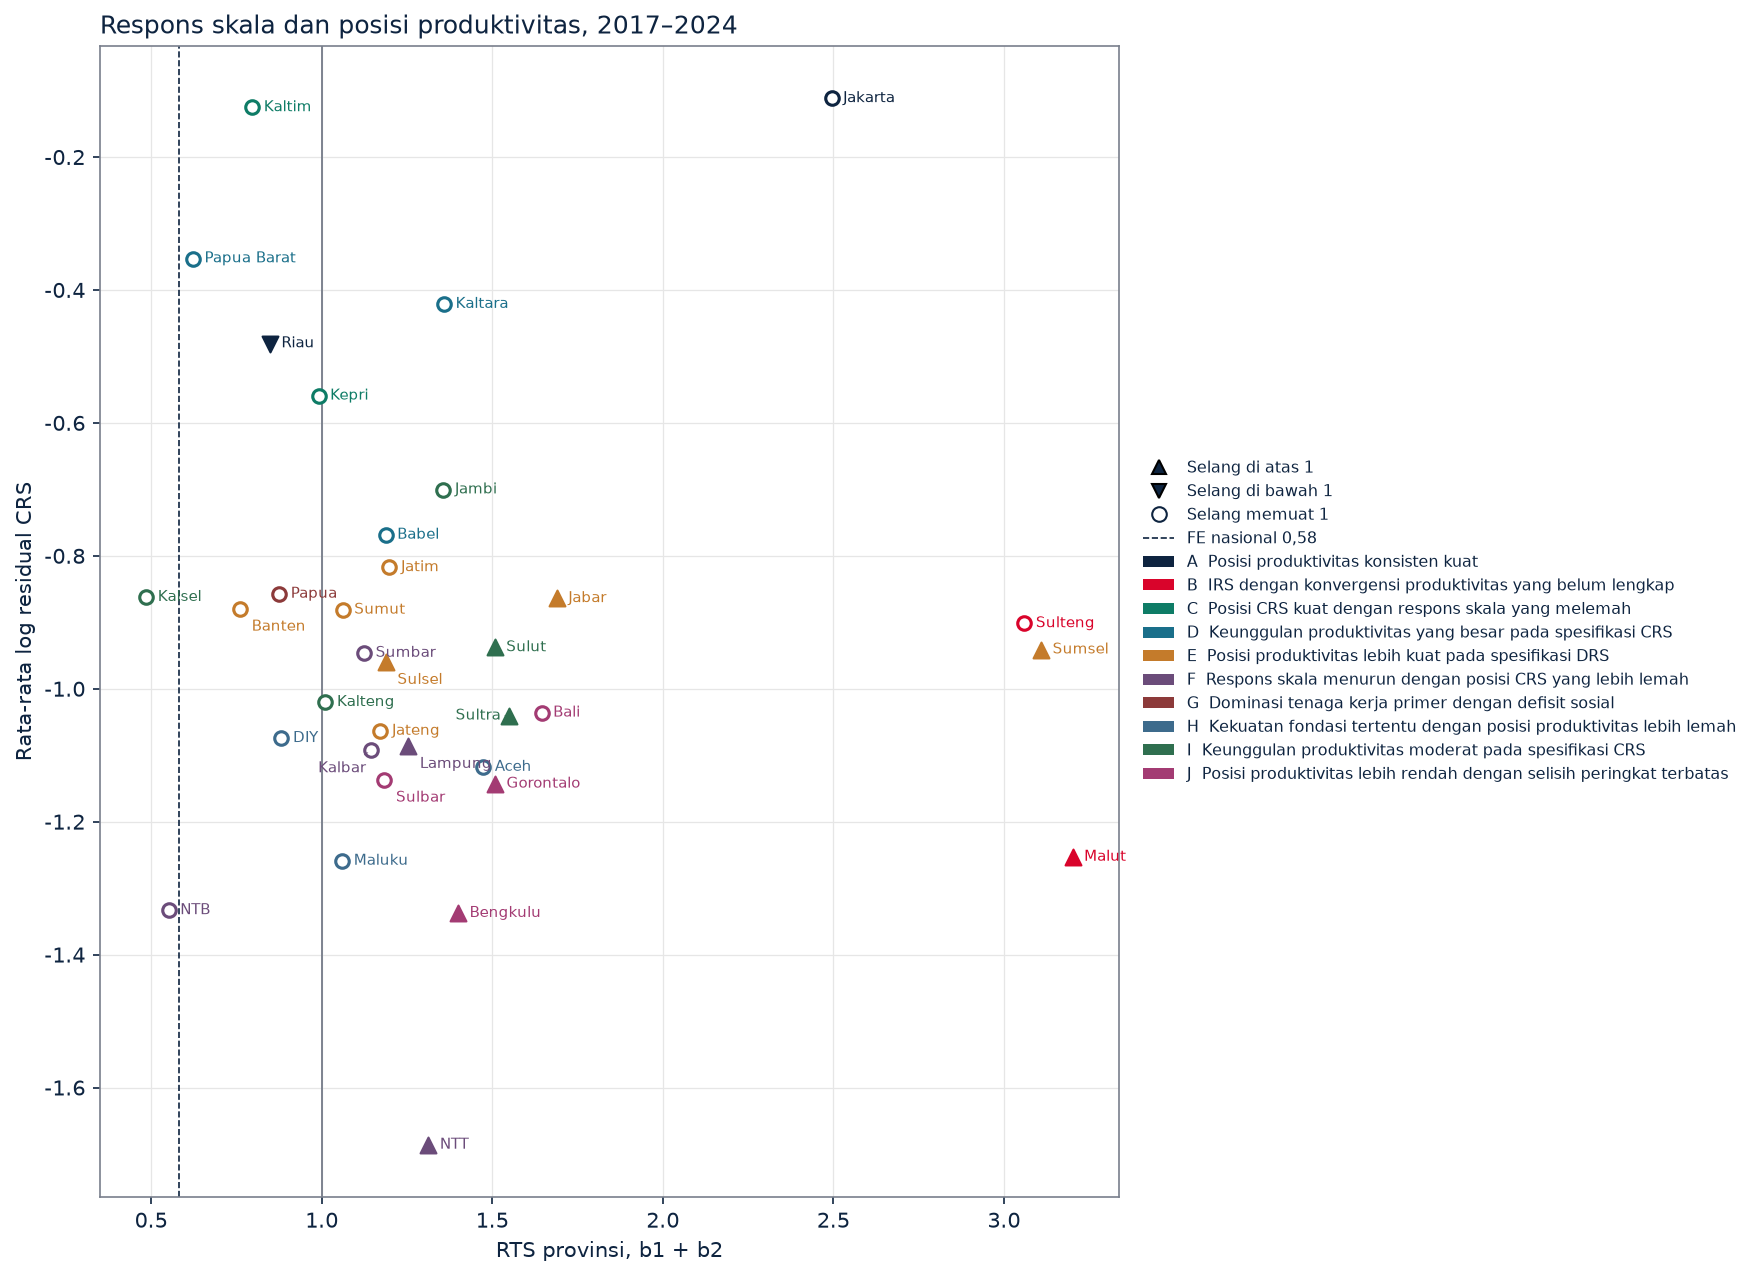 Respons skala dan posisi produktivitas, 2017–2024
Kaltim
Jakarta
-0.2
Papua Barat
-0.4
Kaltara
Riau
Kepri
-0.6
Jambi
Babel
-0.8
Jatim
Kalsel
Papua
Banten
Sumut
Jabar
Sulteng
Sumbar
Sulut
Sumsel
Sulsel
-1.0
Kalteng
Sultra
Bali
DIY
Jateng
Kalbar
Lampung
Aceh
Gorontalo
Sulbar
-1.2
Maluku
Malut
NTB
Bengkulu
-1.4
-1.6
NTT
0.5
1.0
1.5
2.0
2.5
3.0
RTS provinsi, b1 + b2
Rata-rata log residual CRS
Selang di atas 1
Selang di bawah 1
Selang memuat 1
FE nasional 0,58
A Posisi produktivitas konsisten kuat
B IRS dengan konvergensi produktivitas yang belum lengkap
C Posisi CRS kuat dengan respons skala yang melemah
D Keunggulan produktivitas yang besar pada spesifikasi CRS
E Posisi produktivitas lebih kuat pada spesifikasi DRS
F Respons skala menurun dengan posisi CRS yang lebih lemah
G Dominasi tenaga kerja primer dengan defisit sosial
H Kekuatan fondasi tertentu dengan posisi produktivitas lebih lemah
I Keunggulan produktivitas moderat pada spesifikasi CRS
J Posisi produktivitas lebih rendah dengan selisih peringkat terbatas